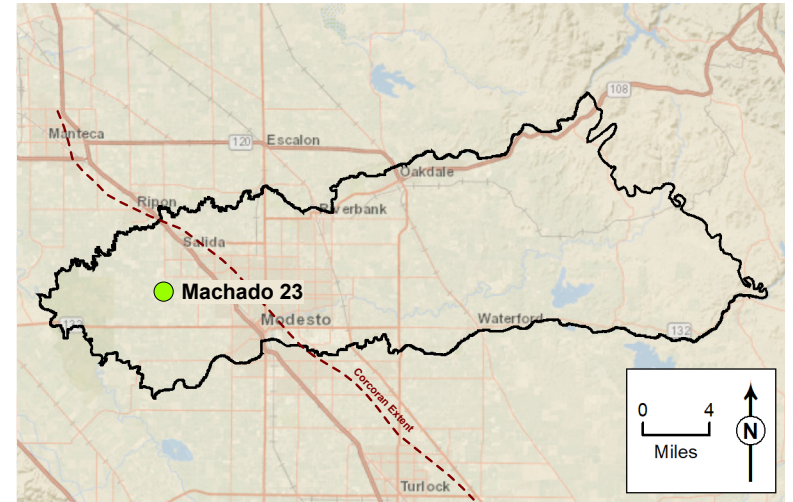 108
Manteca
120
Escalon
Oakdale
Ripon
Riverbank
Salida
Machado 23
132
Modesto
Waterford
132
Corcoran Extent
0 4
Miles
N
Turlock